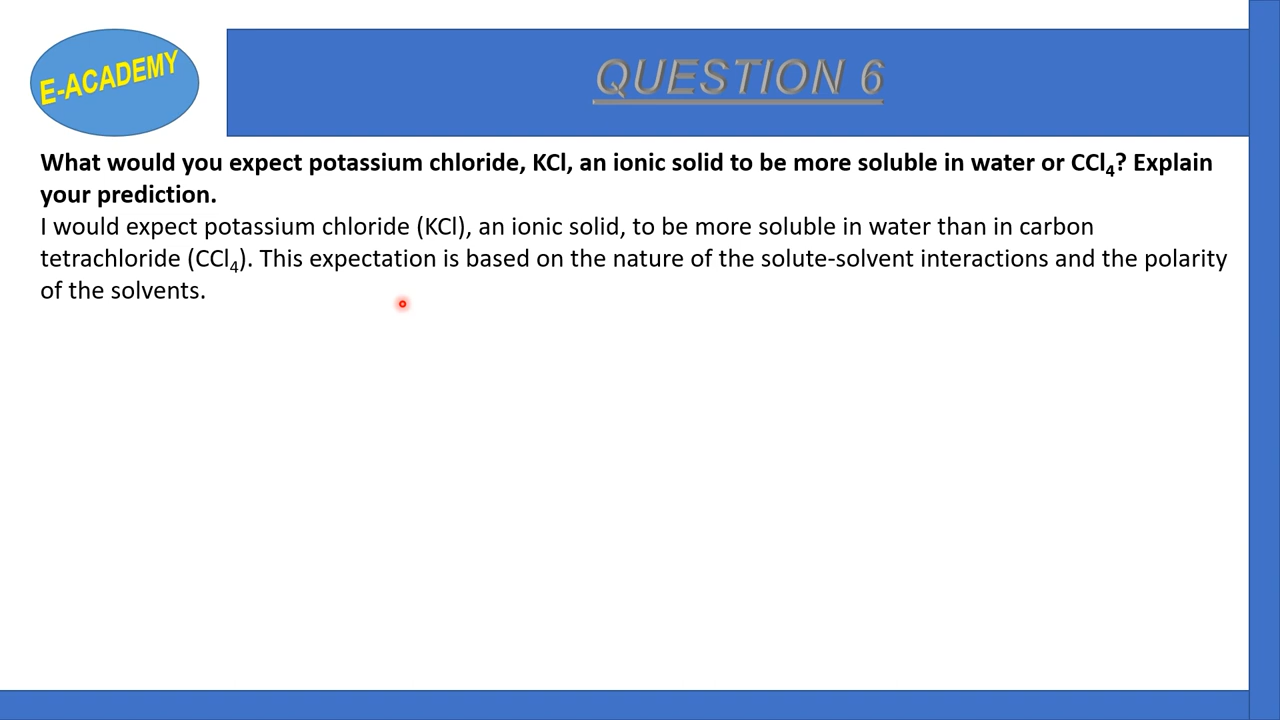 E-ACADEMY
QUESTION 6
What would you expect potassium chloride, KCl, an ionic solid to be more soluble in water or CCl₄? Explain
your prediction.
I would expect potassium chloride (KCl), an ionic solid, to be more soluble in water than in carbon
tetrachloride (CCl₄). This expectation is based on the nature of the solute-solvent interactions and the polarity
of the solvents.